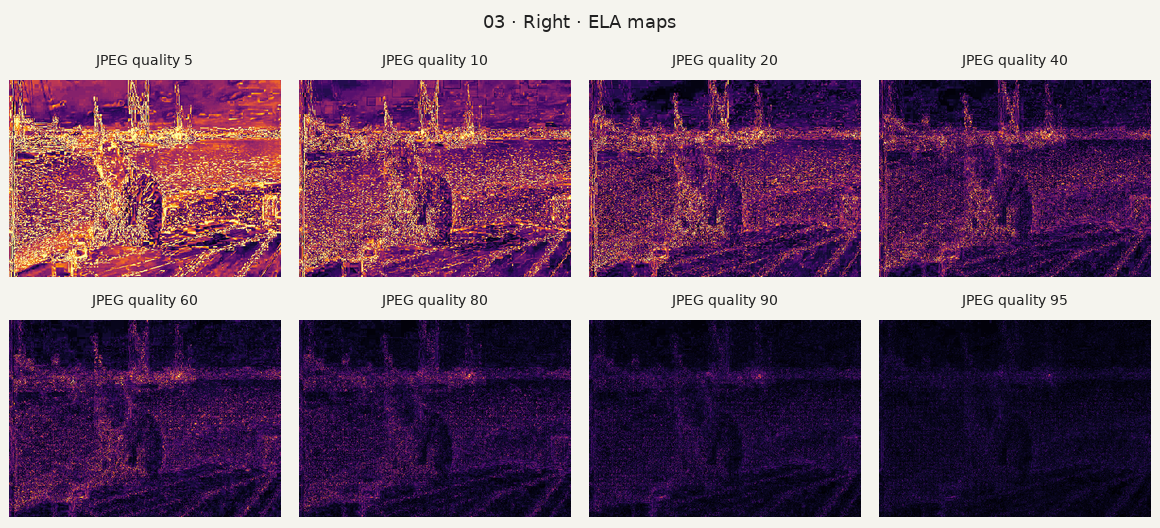 03 · Right · ELA maps
JPEG quality 5
JPEG quality 10
JPEG quality 20
JPEG quality 40
JPEG quality 60
JPEG quality 80
JPEG quality 90
JPEG quality 95